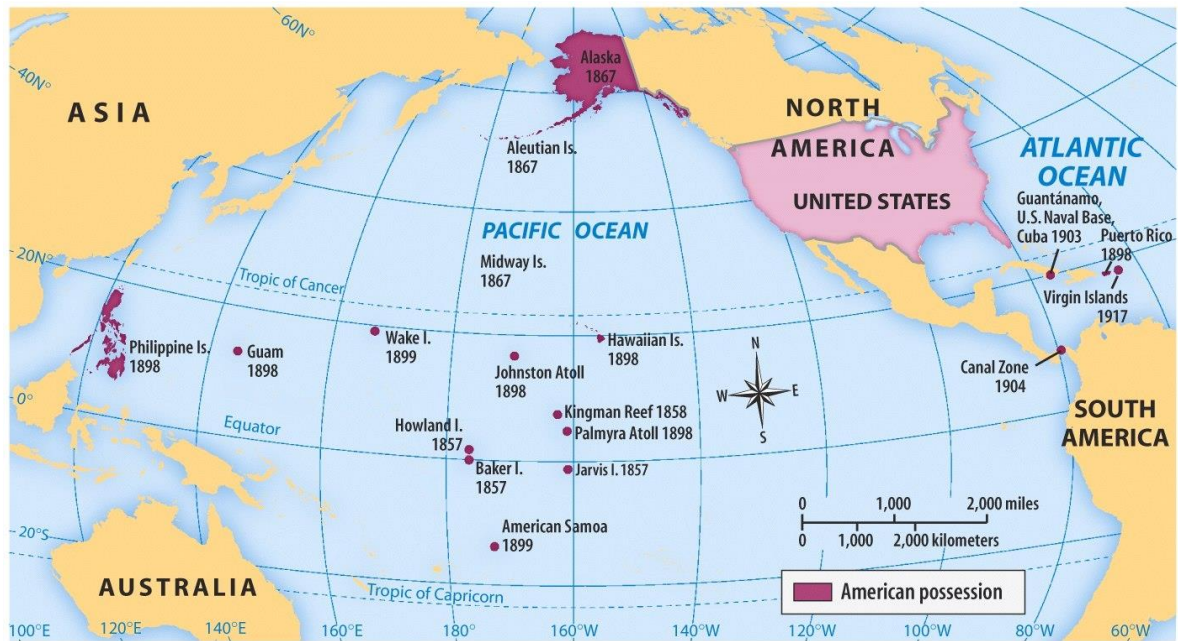 60N°
40N°
ASIA
Alaska
1867
NORTH
AMERICA
UNITED STATES
ATLANTIC
OCEAN
Aleutian Is.
1867
Guantánamo,
U.S. Naval Base,
Cuba 1903
Puerto Rico
1898
Virgin Islands
1917
PACIFIC OCEAN
Midway Is.
1867
20N°
Tropic of Cancer
Philippine Is.
1898
Guam
1898
Wake I.
1899
Johnston Atoll
1898
Hawaiian Is.
1898
N
W
E
S
Canal Zone
1904
0°
Equator
Howland I.
1857
Kingman Reef 1858
Palmyra Atoll 1898
Baker I.
1857
Jarvis I. 1857
SOUTH
AMERICA
0 1,000 2,000 miles
0 1,000 2,000 kilometers
20°S
American Samoa
1899
AUSTRALIA
Tropic of Capricorn
American possession
100°E 120°E 140°E 160°E 180° 160°W 140°W 120°W 100°W 80°W 60°W